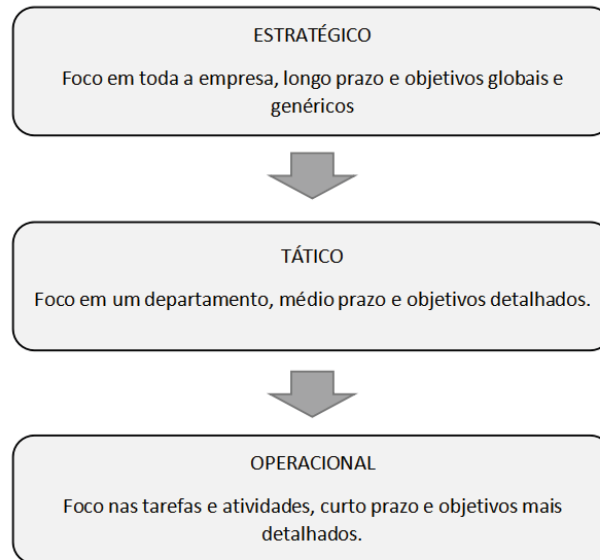 ESTRATÉGICO
Foco em toda a empresa, longo prazo e objetivos globais e
genéricos
TÁTICO
Foco em um departamento, médio prazo e objetivos detalhados.
OPERACIONAL
Foco nas tarefas e atividades, curto prazo e objetivos mais
detalhados.